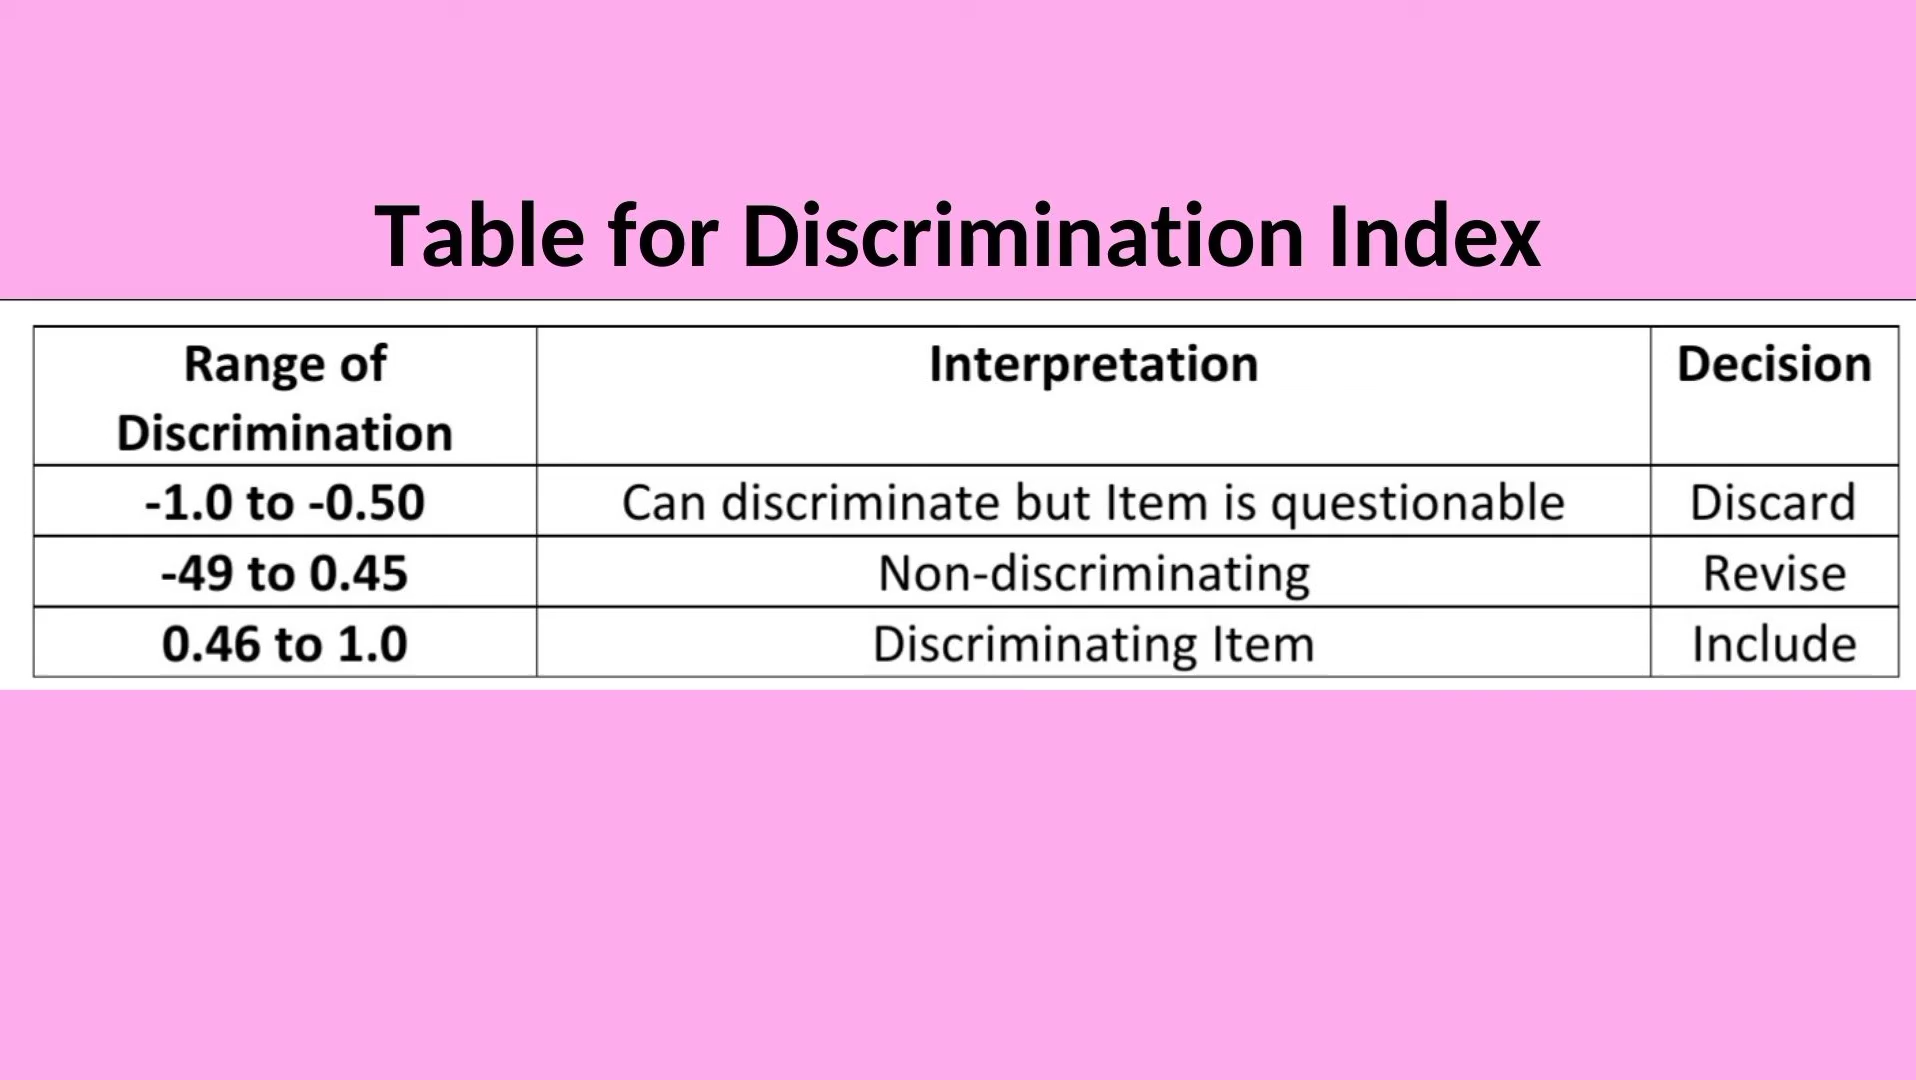 Table for Discrimination Index
Range of Discrimination Interpretation Decision
-1.0 to -0.50 Can discriminate but Item is questionable Discard
-49 to 0.45 Non-discriminating Revise
0.46 to 1.0 Discriminating Item Include